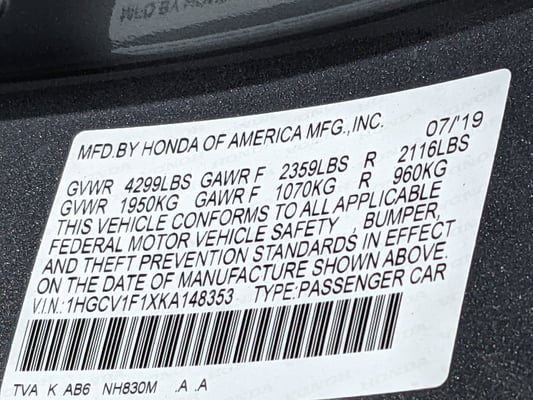 MFD.BY HONDA OF AMERICA MFG.,INC. 07/'19
GVWR 4299LBS GAWR F 2359LBS R 2116LBS
GVWR 1950KG GAWR F 1070KG R 960KG
THIS VEHICLE CONFORMS TO ALL APPLICABLE
FEDERAL MOTOR VEHICLE SAFETY , BUMPER,
AND THEFT PREVENTION STANDARDS IN EFFECT
ON THE DATE OF MANUFACTURE SHOWN ABOVE.
V.I.N.:1HGCV1F1XKA148353 TYPE:PASSENGER CAR
TVA K AB6 NH830M .A .A